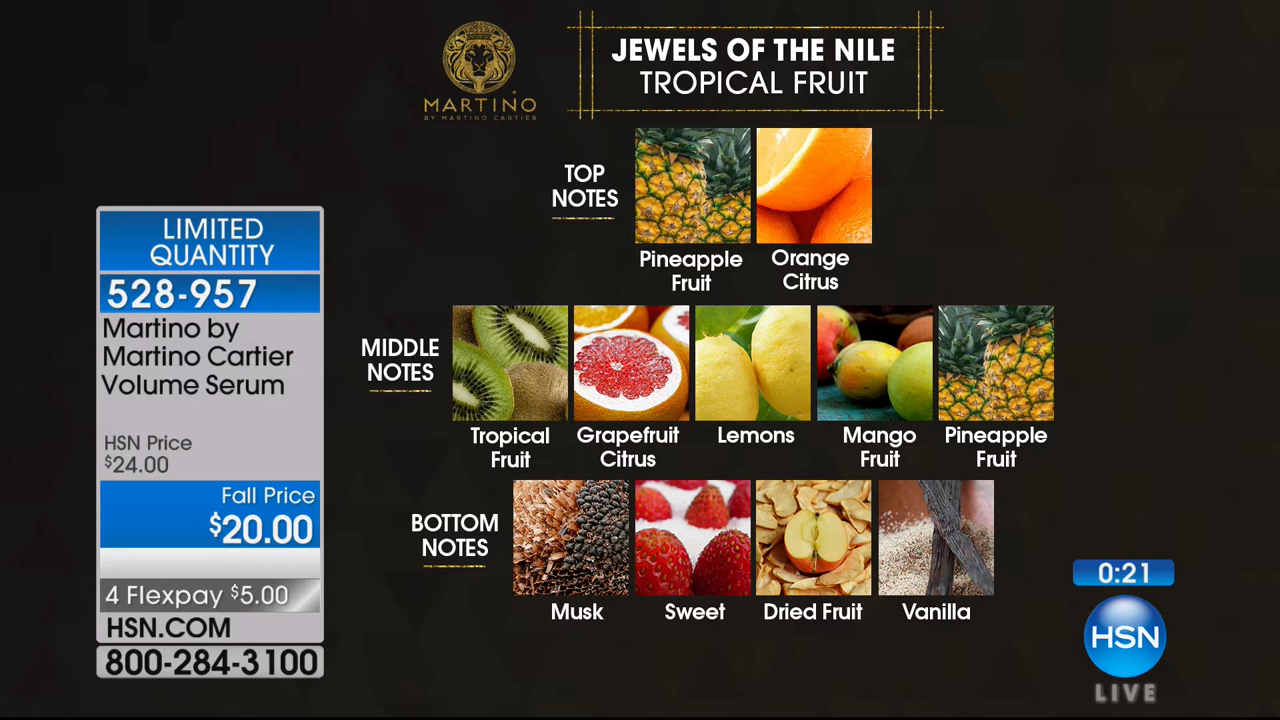 MARTINO
BY MARTINO CARTIER
JEWELS OF THE NILE
TROPICAL FRUIT
TOP
NOTES
Pineapple
Fruit
Orange
Citrus
LIMITED
QUANTITY
528-957
Martino by
Martino Cartier
Volume Serum
HSN Price
$24.00
Fall Price
$20.00
4 Flexpay $5.00
HSN.COM
800-284-3100
MIDDLE
NOTES
Tropical
Fruit
Grapefruit
Citrus
Lemons
Mango
Fruit
Pineapple
Fruit
BOTTOM
NOTES
Musk
Sweet
Dried Fruit
Vanilla
0:21
HSN
LIVE